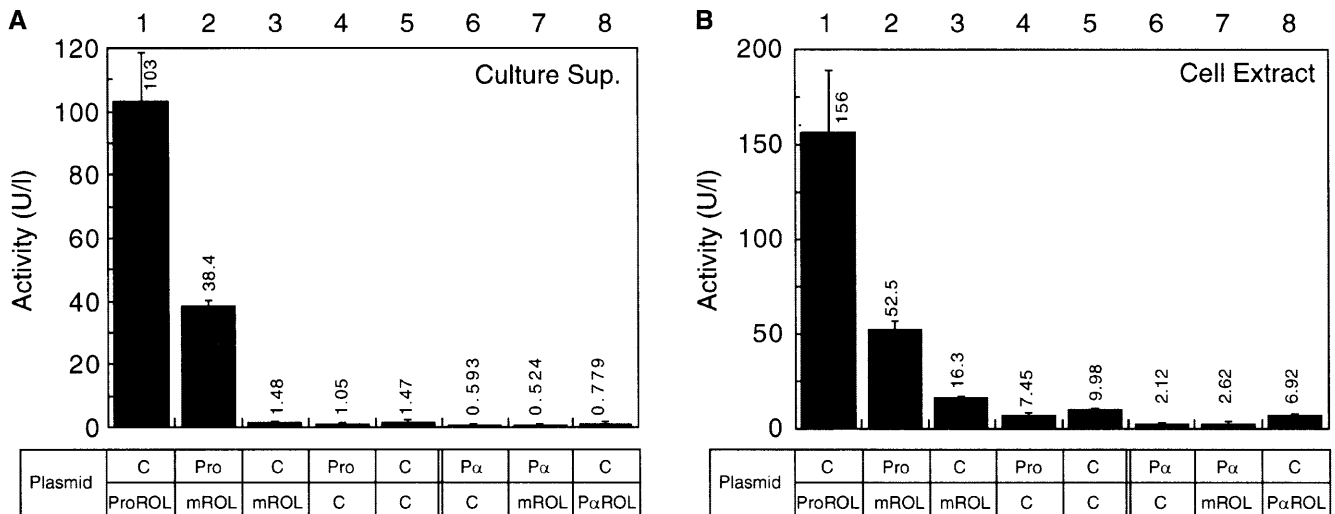 A
1 2 3 4 5 6 7 8
120
100
80
60
40
20
0
Activity (U/l)
Culture Sup.
103
38.4
1.48
1.05
1.47
0.593
0.524
0.779
Plasmid
C Pro C Pro C Pα Pα C
ProROL mROL mROL C C C mROL PαROL
B
1 2 3 4 5 6 7 8
200
150
100
50
0
Activity (U/l)
Cell Extract
156
52.5
16.3
7.45
9.98
2.12
2.62
6.92
Plasmid
C Pro C Pro C Pα Pα C
ProROL mROL mROL C C C mROL PαROL